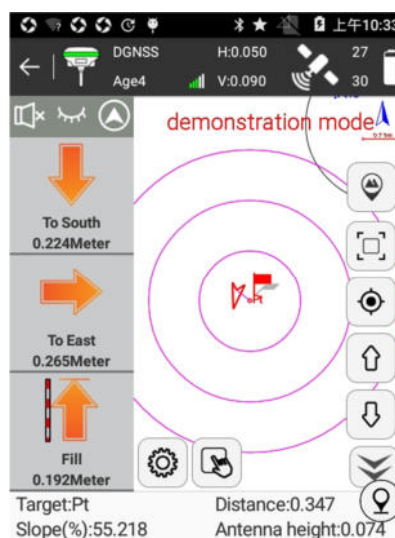 上午10:33
DGNSS H:0.050 27
Age4 V:0.090 30
demonstration mode
To South
0.224Meter
To East
0.265Meter
Pt
Fill
0.192Meter
Target:Pt Distance:0.347
Slope(%):55.218 Antenna height:0.074